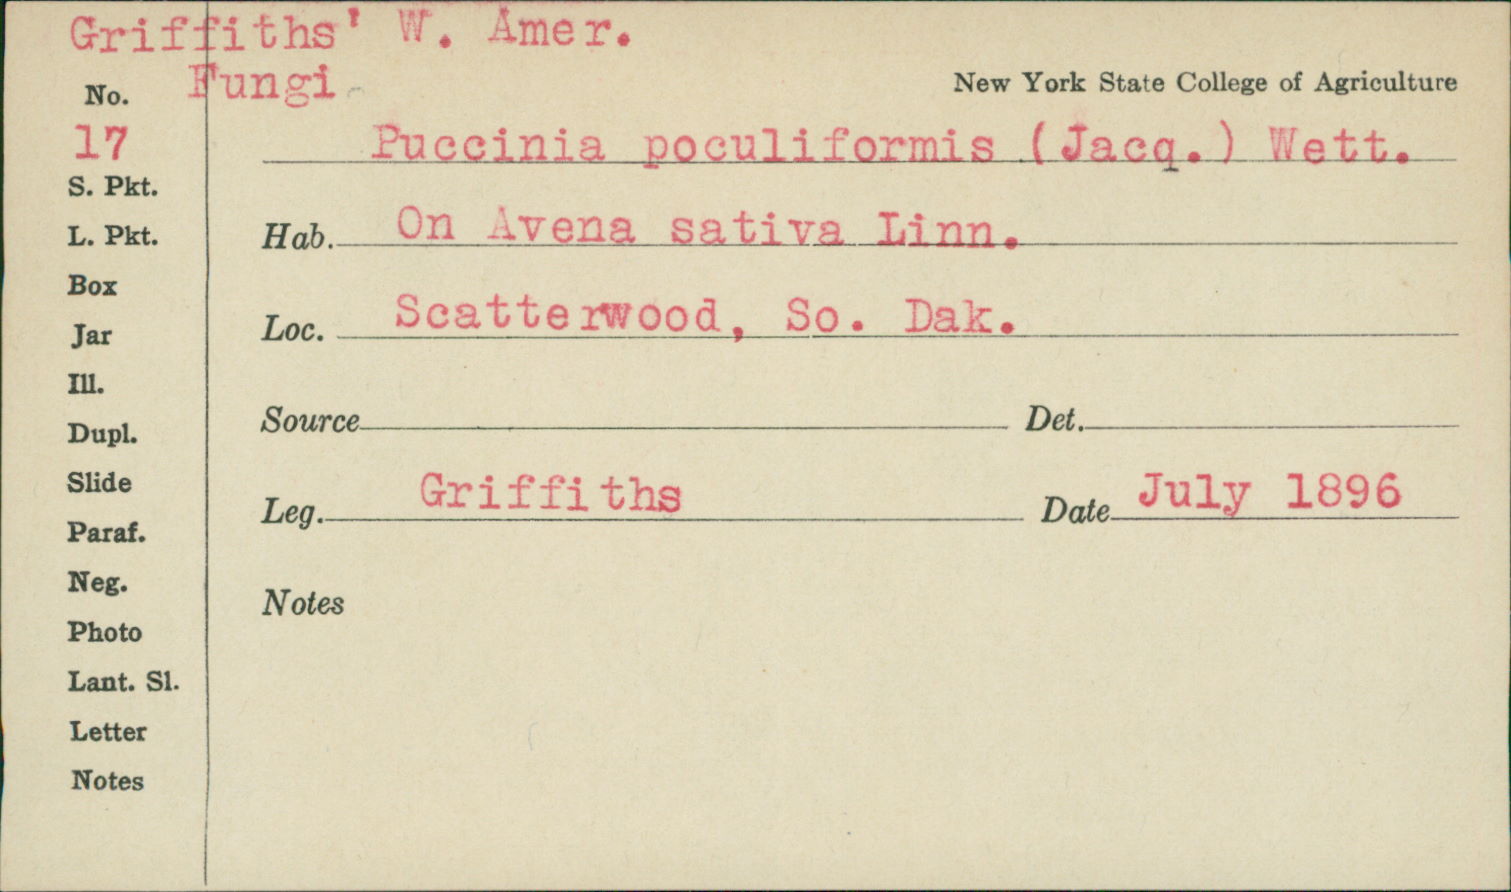 Griffiths' W. Amer.
Fungi
No.
New York State College of Agriculture
17
Puccinia poculiformis (Jacq.) Wett.
S. Pkt.
L. Pkt.
Hab. On Avena sativa Linn.
Box
Loc. Scatterwood, So. Dak.
Jar
Ill.
Source Det.
Dupl.
Slide
Leg. Griffiths Date July 1896
Paraf.
Neg.
Notes
Photo
Lant. Sl.
Letter
Notes